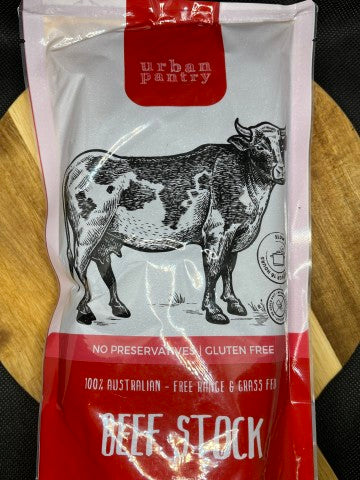 urban
pantry
NO PRESERVATIVES | GLUTEN FREE
100% AUSTRALIAN - FREE RANGE & GRASS FED
BEEF STOCK